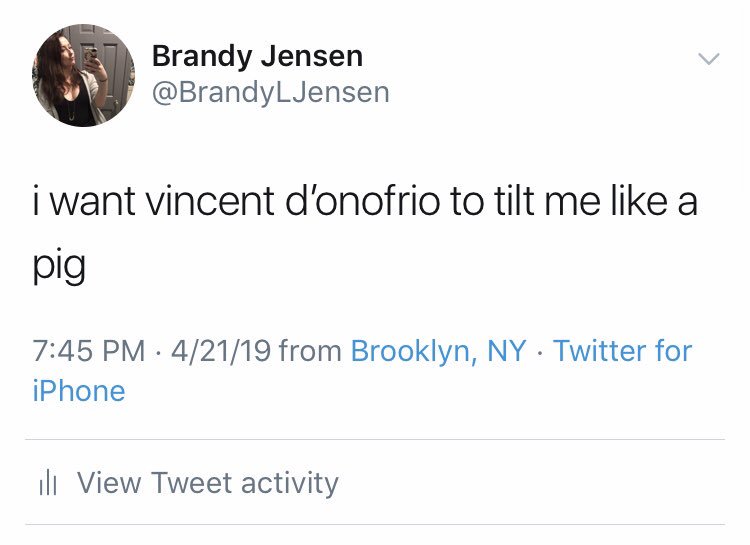 Brandy Jensen
@BrandyLJensen
i want vincent d’onofrio to tilt me like a
pig
7:45 PM · 4/21/19 from Brooklyn, NY · Twitter for
iPhone
View Tweet activity